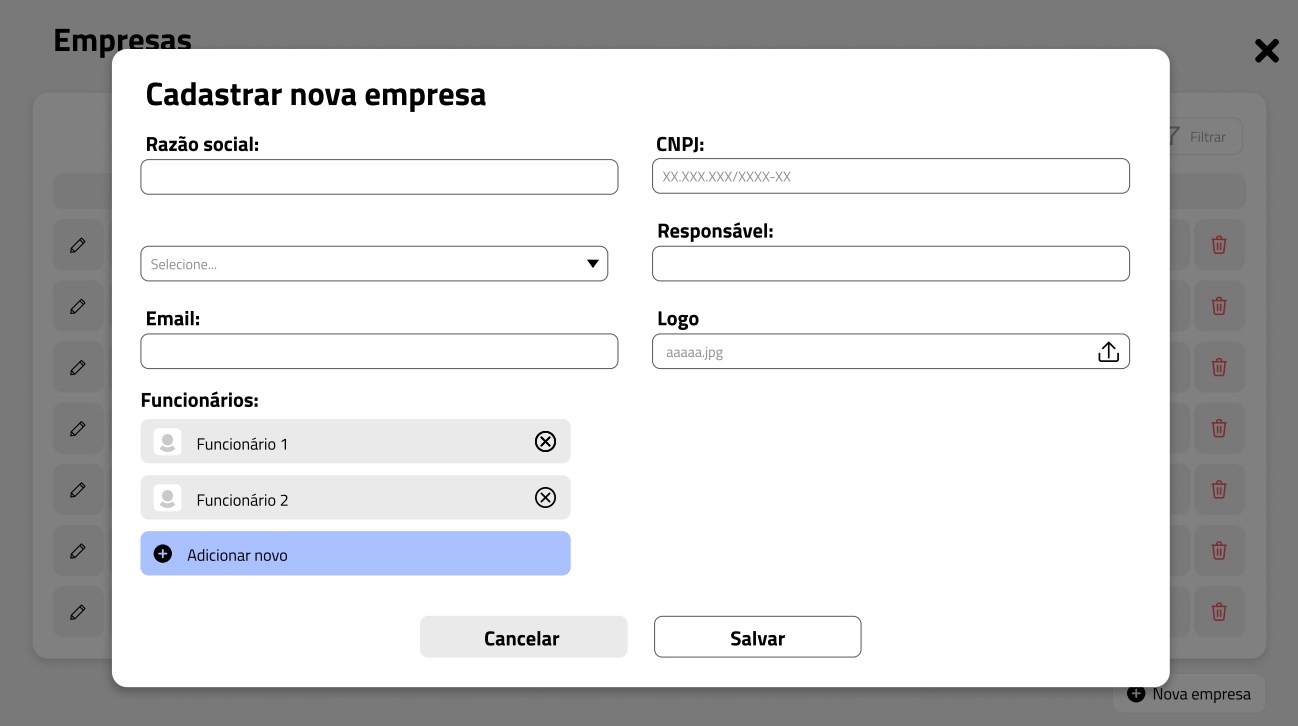 Empresas
Cadastrar nova empresa
Razão social:
CNPJ:
XX.XXX.XXX/XXXX-XX
Filtrar
Responsável:
Selecione...
Email:
Logo
aaaaa.jpg
Funcionários:
Funcionário 1
Funcionário 2
Adicionar novo
Cancelar
Salvar
Nova empresa